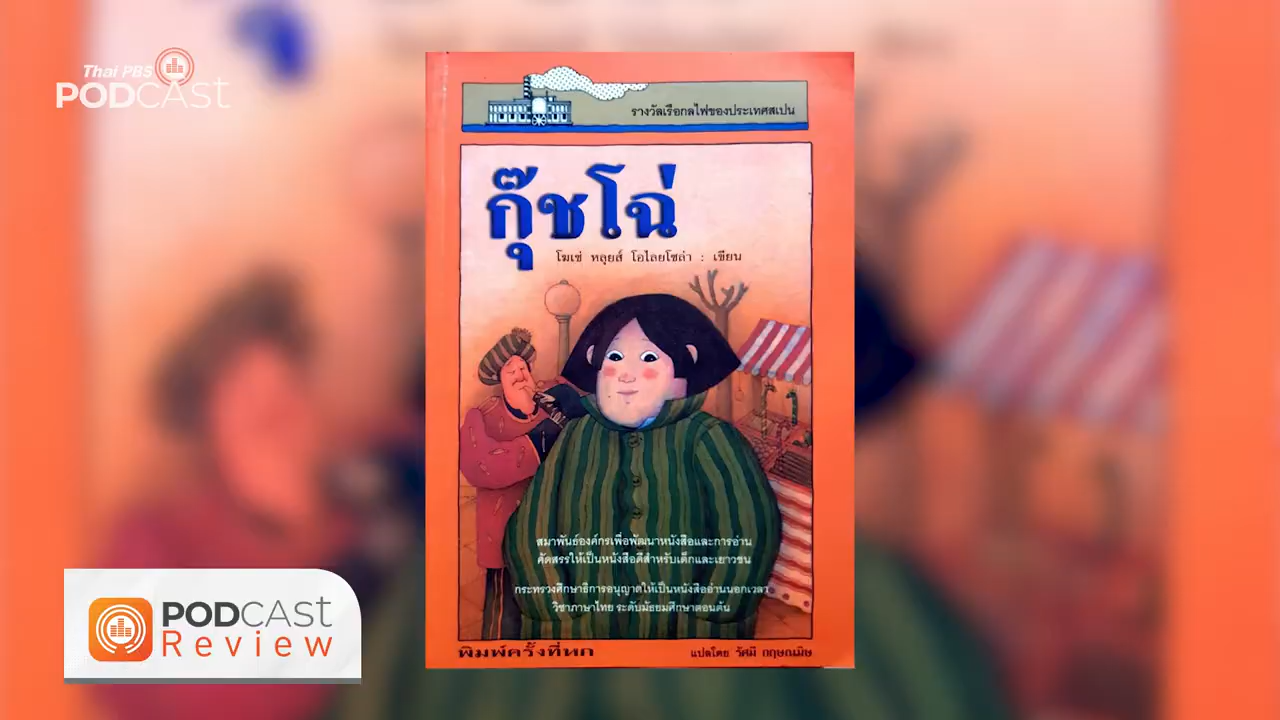 Thai PBS
PODCAST
รางวัลเรือกลไฟของประเทศสเปน
กุ๊ชโฉ่
โฆเซ่ หลุยส์ โอไลยโซล่า : เขียน
สมาพันธ์องค์กรเพื่อพัฒนาหนังสือและการอ่าน
คัดสรรให้เป็นหนังสือดีสำหรับเด็กและเยาวชน
กระทรวงศึกษาธิการอนุญาตให้เป็นหนังสืออ่านนอกเวลา
วิชาภาษาไทย ระดับมัธยมศึกษาตอนต้น
พิมพ์ครั้งที่หก
แปลโดย รัศมี กฤษณมิษ
PODCAST
Review